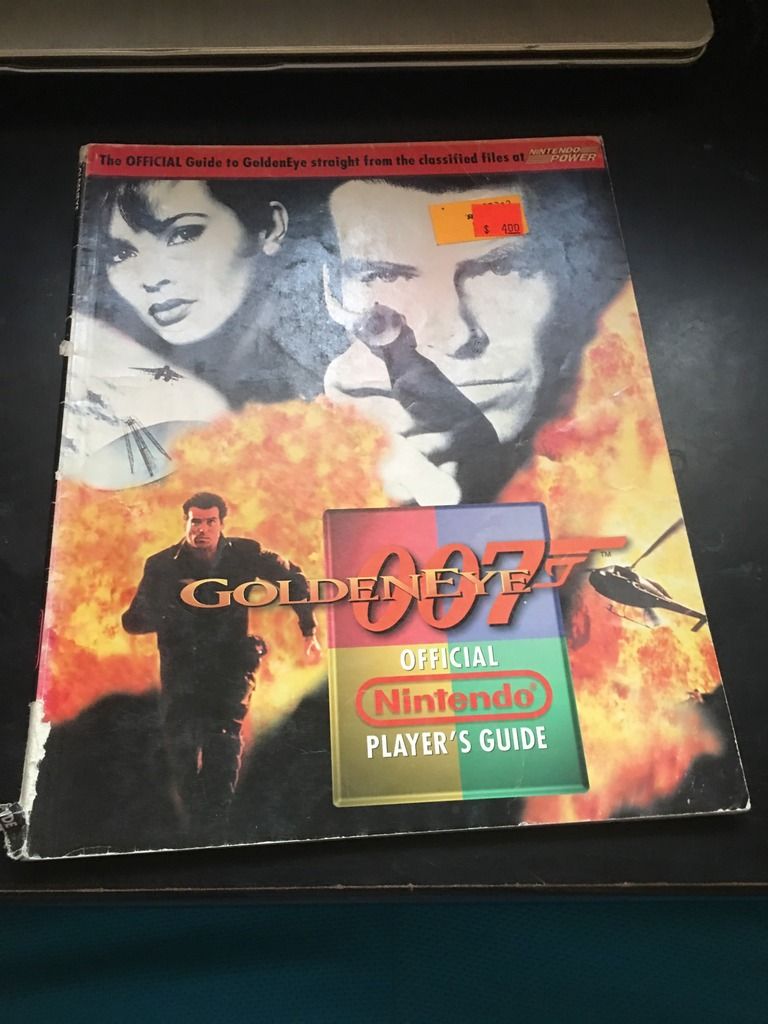 The OFFICIAL Guide to GoldenEye straight from the classified files at NINTENDO POWER
$ 4.00
GOLDENEYE 007 ™
OFFICIAL
Nintendo®
PLAYER'S GUIDE